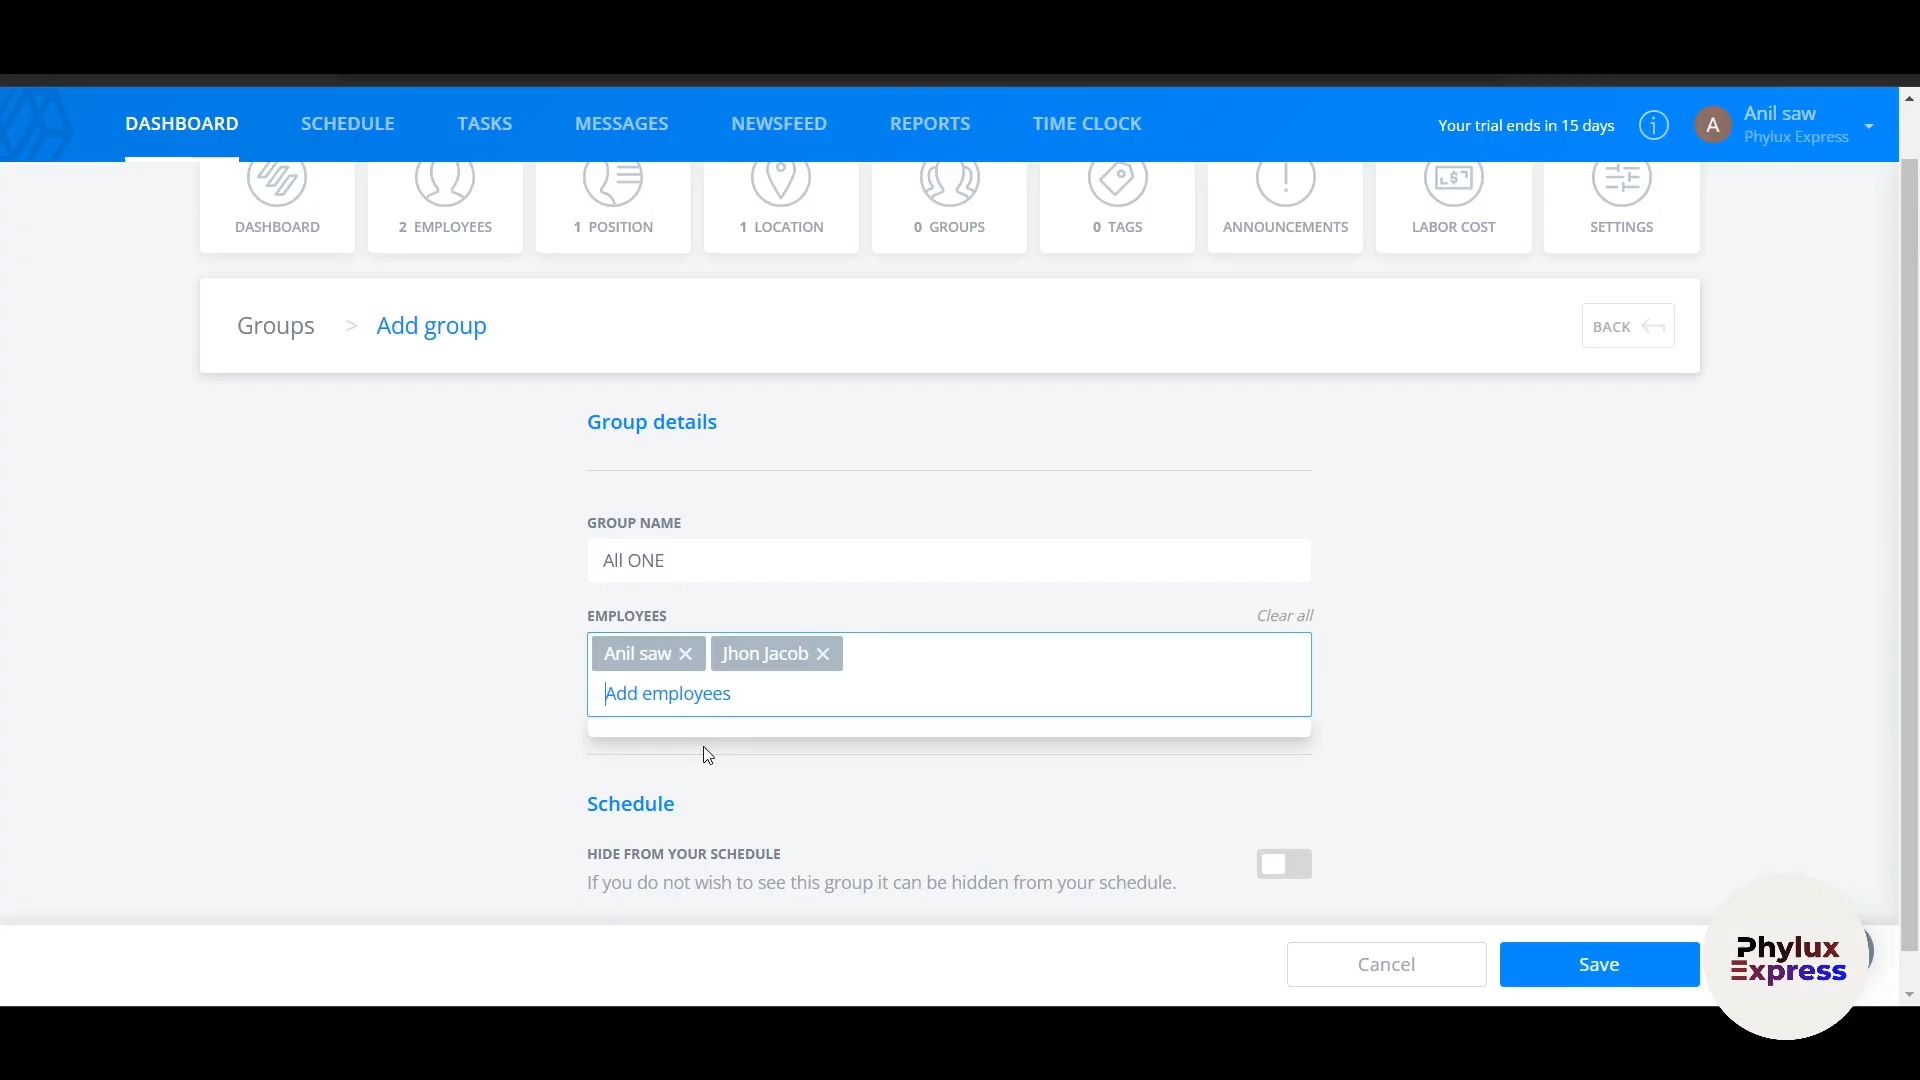 DASHBOARD SCHEDULE TASKS MESSAGES NEWSFEED REPORTS TIME CLOCK Your trial ends in 15 days A Anil saw
Phylux Express
DASHBOARD 2 EMPLOYEES 1 POSITION 1 LOCATION 0 GROUPS 0 TAGS ANNOUNCEMENTS LABOR COST SETTINGS
Groups > Add group BACK
Group details
GROUP NAME
All ONE
EMPLOYEES Clear all
Anil saw Jhon Jacob
Add employees
Schedule
HIDE FROM YOUR SCHEDULE
If you do not wish to see this group it can be hidden from your schedule.
Cancel Save
Phylux
Express